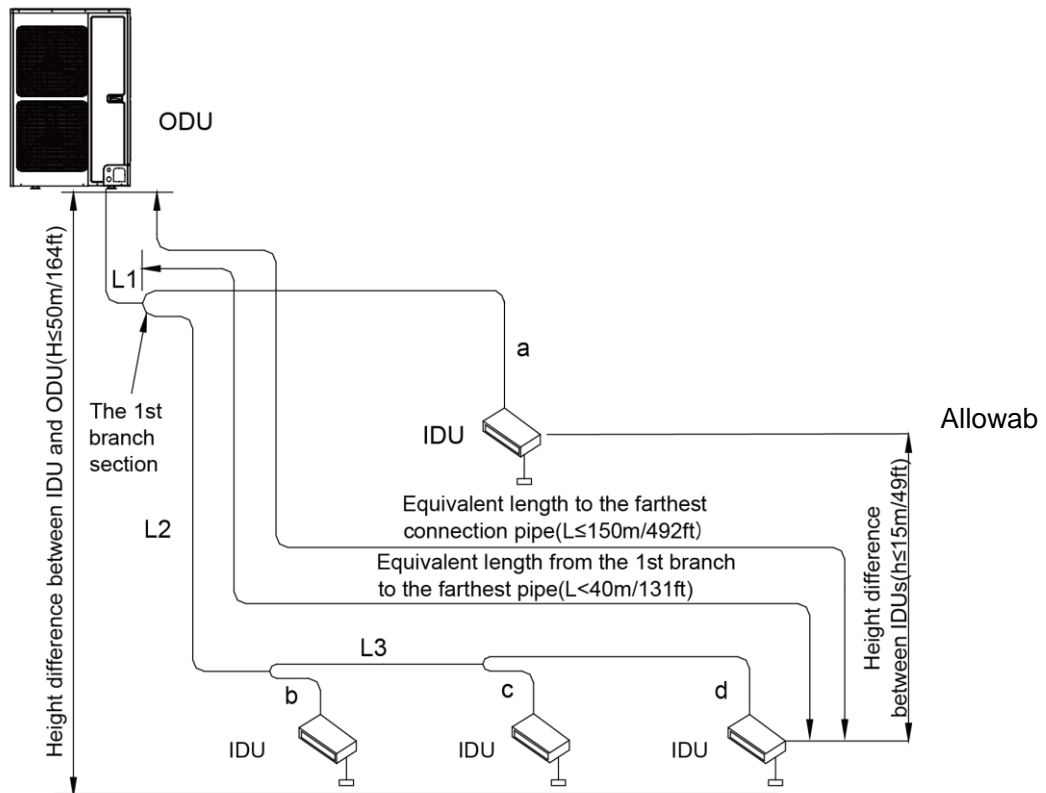 ODU
Height difference between IDU and ODU(H≤50m/164ft)
L1
a
The 1st
branch
section
IDU
Allowab
Equivalent length to the farthest
connection pipe(L≤150m/492ft)
L2
Equivalent length from the 1st branch
to the farthest pipe(L<40m/131ft)
Height difference
between IDUs(h≤15m/49ft)
L3
b
c
d
IDU
IDU
IDU